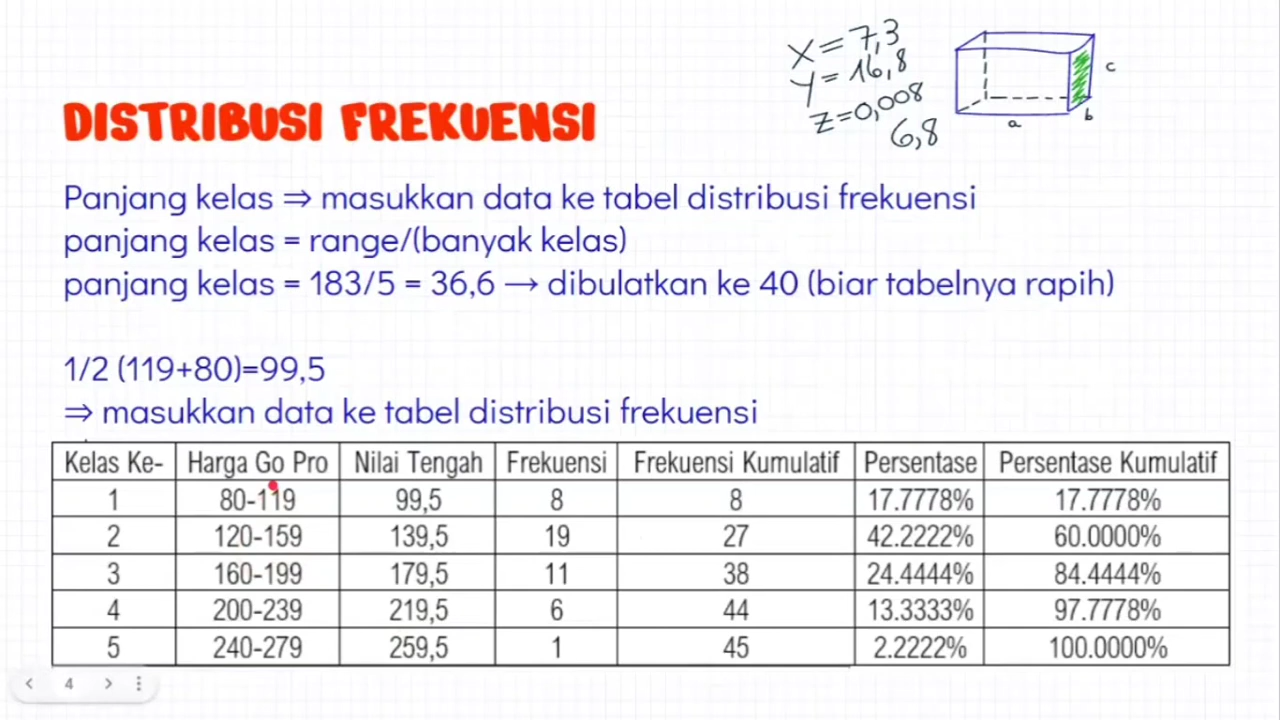 X=7,3
Y=16,8
Z=0,008
6,8
c
b
a
DISTRIBUSI FREKUENSI
Panjang kelas ⇒ masukkan data ke tabel distribusi frekuensi
panjang kelas = range/(banyak kelas)
panjang kelas = 183/5 = 36,6 → dibulatkan ke 40 (biar tabelnya rapih)
1/2 (119+80)=99,5
⇒ masukkan data ke tabel distribusi frekuensi
Kelas Ke- Harga Go Pro Nilai Tengah Frekuensi Frekuensi Kumulatif Persentase Persentase Kumulatif
1 80-119 99,5 8 8 17.7778% 17.7778%
2 120-159 139,5 19 27 42.2222% 60.0000%
3 160-199 179,5 11 38 24.4444% 84.4444%
4 200-239 219,5 6 44 13.3333% 97.7778%
5 240-279 259,5 1 45 2.2222% 100.0000%
< 4 >